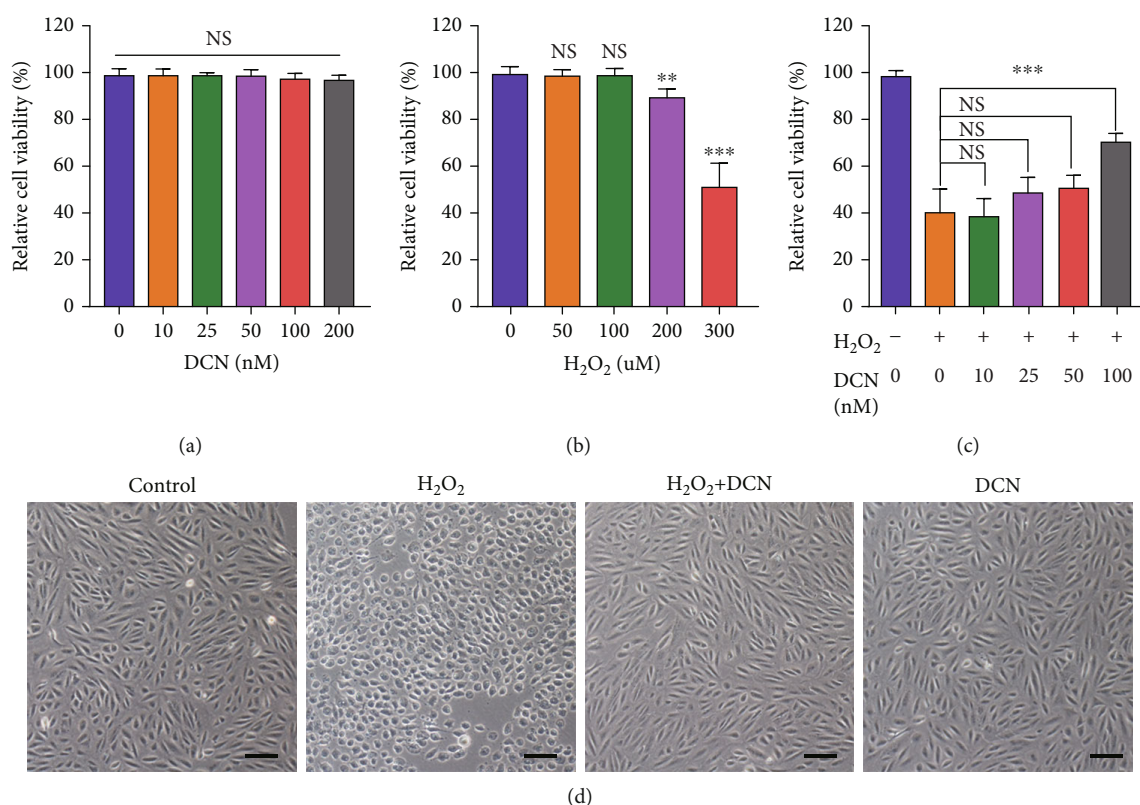 120
100
80
60
40
20
0
Relative cell viability (%)
NS
0 10 25 50 100 200
DCN (nM)
(a)
120
100
80
60
40
20
0
Relative cell viability (%)
NS NS
**
***
0 50 100 200 300
H₂O₂ (uM)
(b)
120
100
80
60
40
20
0
Relative cell viability (%)
***
NS
NS
NS
H₂O₂ − + + + + +
DCN 0 0 10 25 50 100
(nM)
(c)
Control H₂O₂ H₂O₂+DCN DCN
(d)